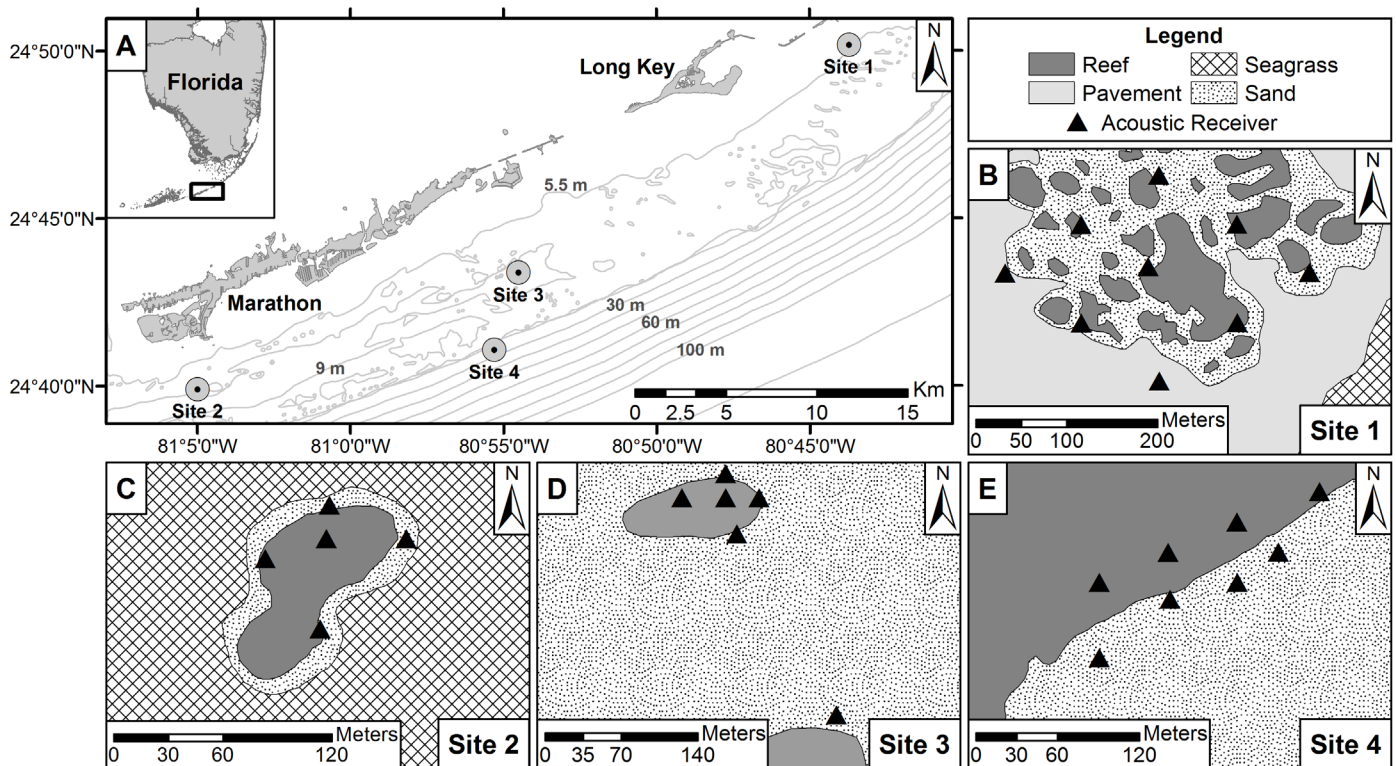 A
Florida
24°50'0"N
24°45'0"N
24°40'0"N
Long Key
Site 1
N
5.5 m
Marathon
Site 3
30 m
60 m
100 m
9 m
Site 4
Site 2
Km
0 2.5 5 10 15
81°5'0"W 81°0'0"W 80°55'0"W 80°50'0"W 80°45'0"W
Legend
Reef Seagrass
Pavement Sand
Acoustic Receiver
B
N
Meters
0 50 100 200
Site 1
C
N
Meters
0 30 60 120
Site 2
D
N
Meters
0 35 70 140
Site 3
E
N
Meters
0 30 60 120
Site 4